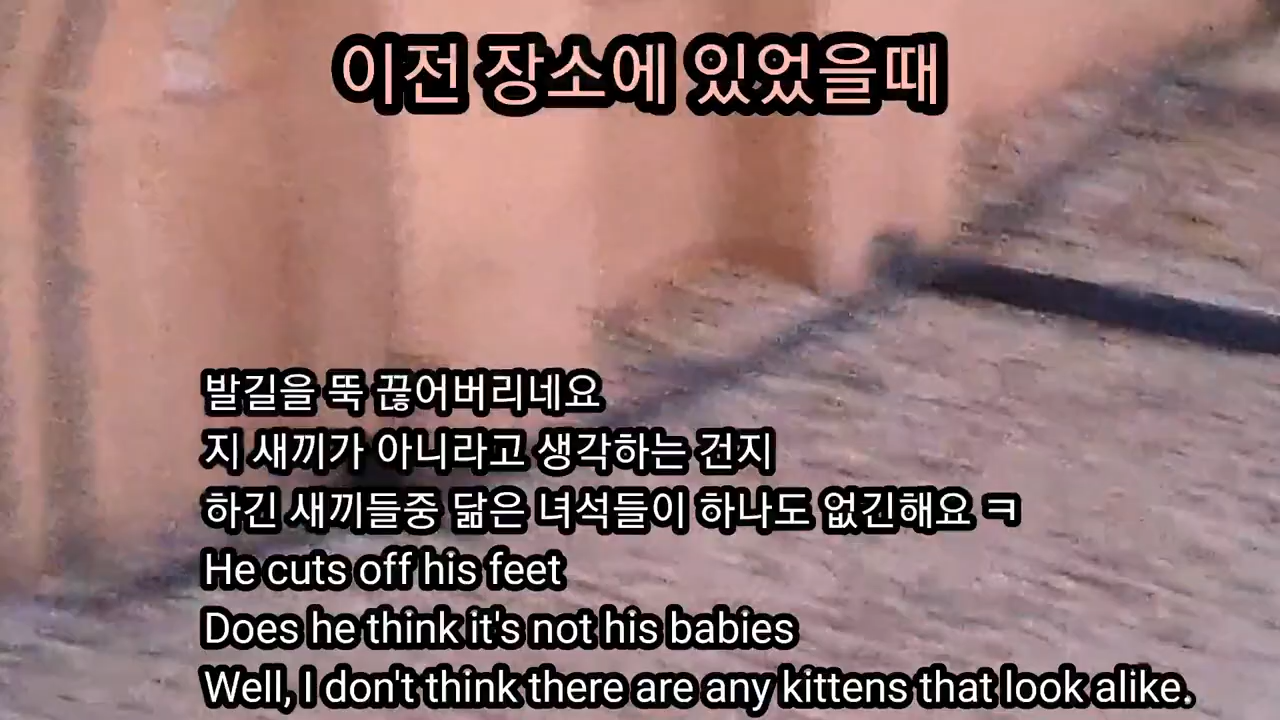 이전 장소에 있었을때
발길을 뚝 끊어버리네요
지 새끼가 아니라고 생각하는 건지
하긴 새끼들중 닮은 녀석들이 하나도 없긴해요 ㅋ
He cuts off his feet
Does he think it's not his babies
Well, I don't think there are any kittens that look alike.